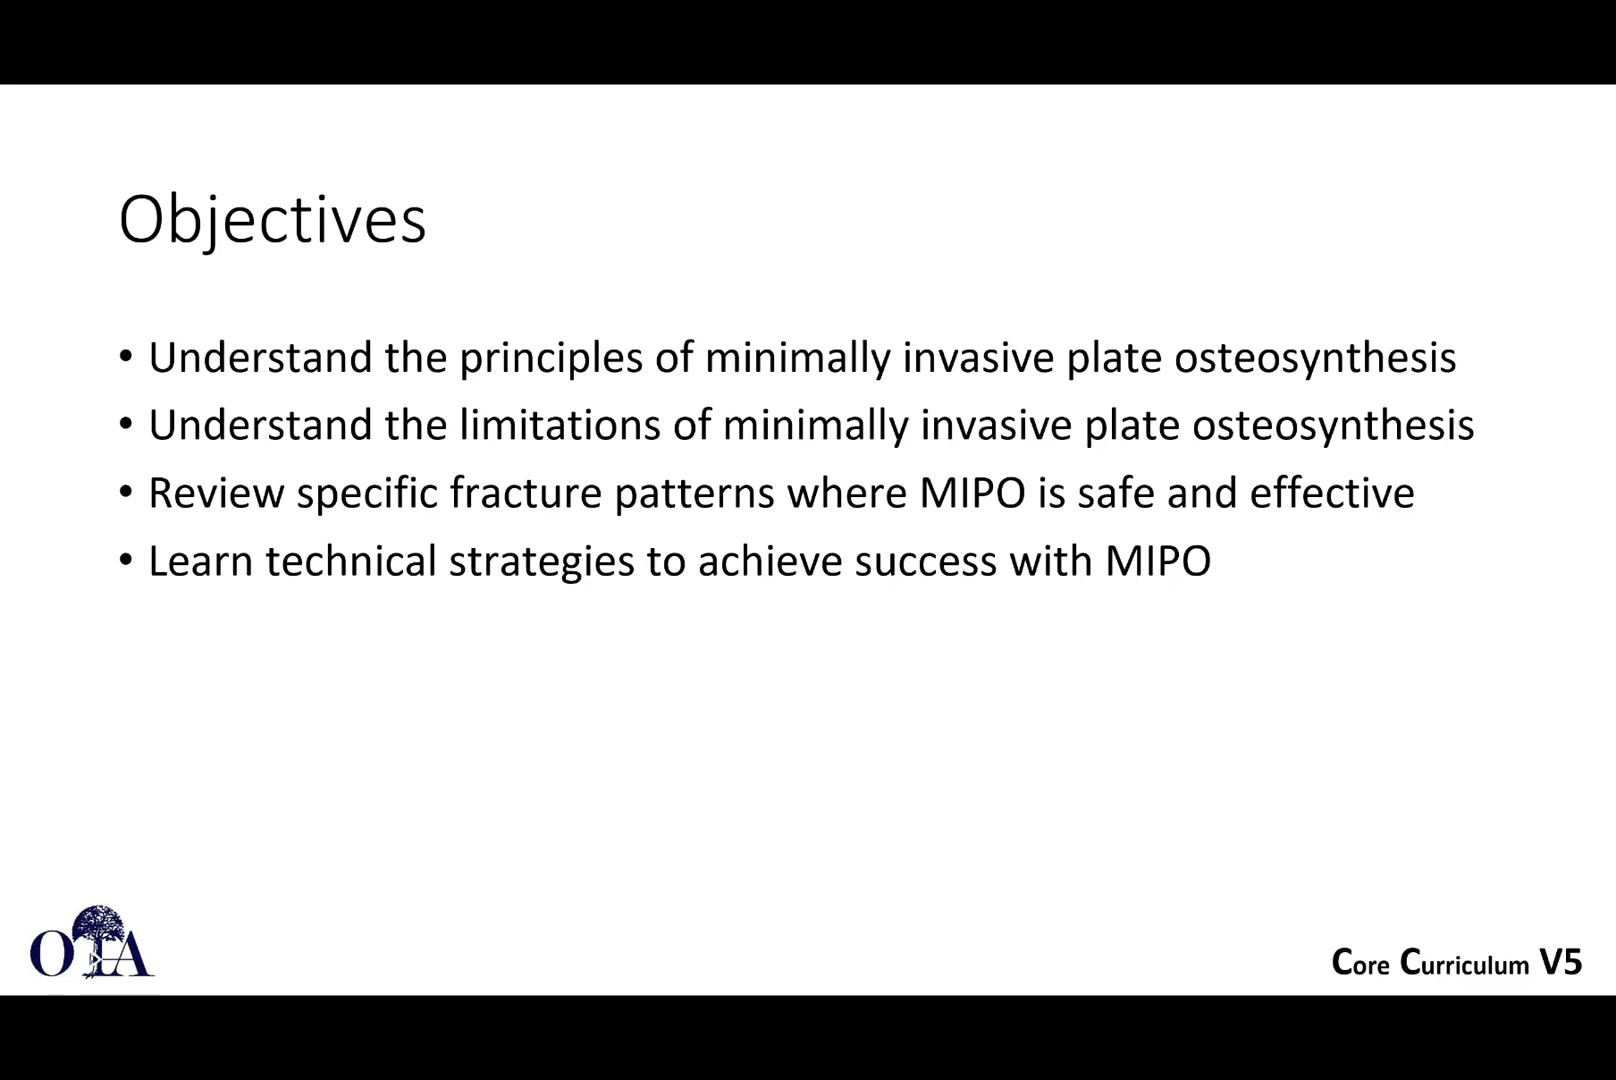 Objectives
• Understand the principles of minimally invasive plate osteosynthesis
• Understand the limitations of minimally invasive plate osteosynthesis
• Review specific fracture patterns where MIPO is safe and effective
• Learn technical strategies to achieve success with MIPO
OTA
Core Curriculum V5